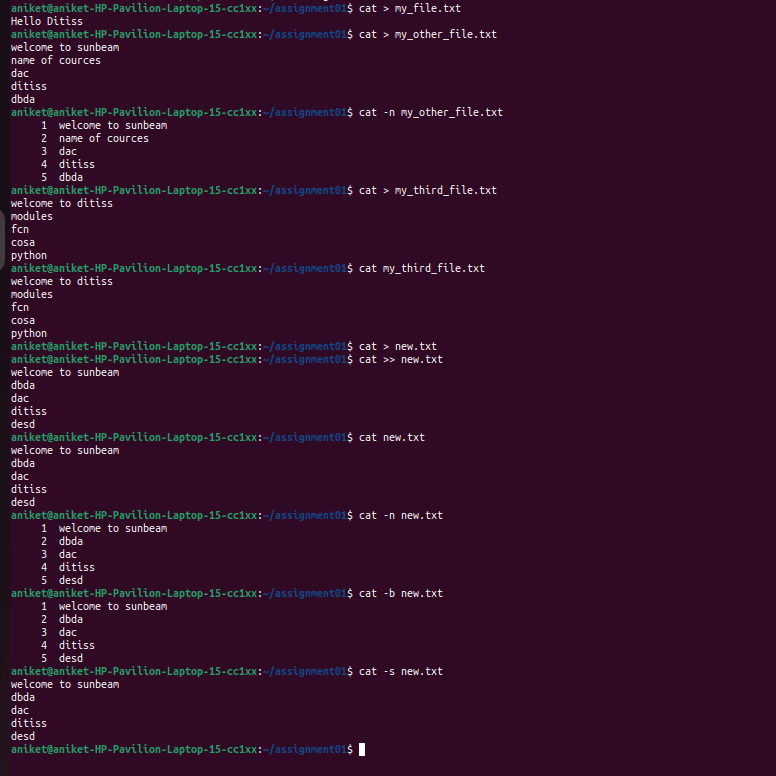 aniket@aniket-HP-Pavilion-Laptop-15-cc1xx:~/assignment01$ cat > my_file.txt
Hello Ditiss
aniket@aniket-HP-Pavilion-Laptop-15-cc1xx:~/assignment01$ cat > my_other_file.txt
welcome to sunbeam
name of cources
dac
ditiss
dbda
aniket@aniket-HP-Pavilion-Laptop-15-cc1xx:~/assignment01$ cat -n my_other_file.txt
     1  welcome to sunbeam
     2  name of cources
     3  dac
     4  ditiss
     5  dbda
aniket@aniket-HP-Pavilion-Laptop-15-cc1xx:~/assignment01$ cat > my_third_file.txt
welcome to ditiss
modules
fcn
cosa
python
aniket@aniket-HP-Pavilion-Laptop-15-cc1xx:~/assignment01$ cat my_third_file.txt
welcome to ditiss
modules
fcn
cosa
python
aniket@aniket-HP-Pavilion-Laptop-15-cc1xx:~/assignment01$ cat > new.txt
aniket@aniket-HP-Pavilion-Laptop-15-cc1xx:~/assignment01$ cat >> new.txt
welcome to sunbeam
dbda
dac
ditiss
desd
aniket@aniket-HP-Pavilion-Laptop-15-cc1xx:~/assignment01$ cat new.txt
welcome to sunbeam
dbda
dac
ditiss
desd
aniket@aniket-HP-Pavilion-Laptop-15-cc1xx:~/assignment01$ cat -n new.txt
     1  welcome to sunbeam
     2  dbda
     3  dac
     4  ditiss
     5  desd
aniket@aniket-HP-Pavilion-Laptop-15-cc1xx:~/assignment01$ cat -b new.txt
     1  welcome to sunbeam
     2  dbda
     3  dac
     4  ditiss
     5  desd
aniket@aniket-HP-Pavilion-Laptop-15-cc1xx:~/assignment01$ cat -s new.txt
welcome to sunbeam
dbda
dac
ditiss
desd
aniket@aniket-HP-Pavilion-Laptop-15-cc1xx:~/assignment01$